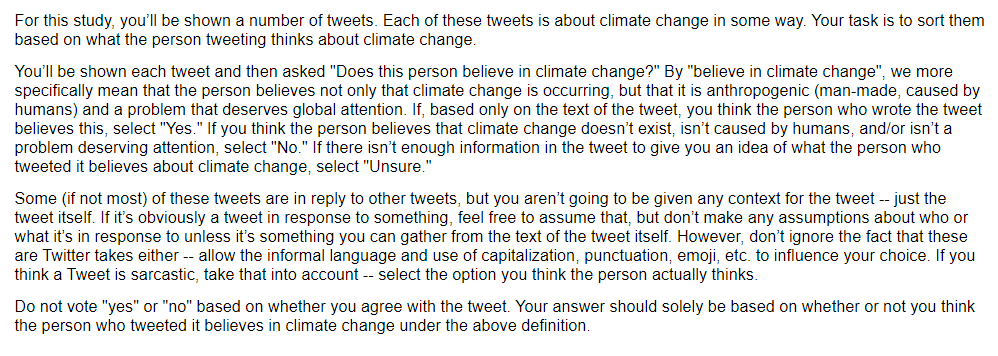 For this study, you'll be shown a number of tweets. Each of these tweets is about climate change in some way. Your task is to sort them
based on what the person tweeting thinks about climate change.
You'll be shown each tweet and then asked "Does this person believe in climate change?" By "believe in climate change", we more
specifically mean that the person believes not only that climate change is occurring, but that it is anthropogenic (man-made, caused by
humans) and a problem that deserves global attention. If, based only on the text of the tweet, you think the person who wrote the tweet
believes this, select "Yes." If you think the person believes that climate change doesn't exist, isn't caused by humans, and/or isn't a
problem deserving attention, select "No." If there isn't enough information in the tweet to give you an idea of what the person who
tweeted it believes about climate change, select "Unsure."
Some (if not most) of these tweets are in reply to other tweets, but you aren't going to be given any context for the tweet -- just the
tweet itself. If it's obviously a tweet in response to something, feel free to assume that, but don't make any assumptions about who or
what it's in response to unless it's something you can gather from the text of the tweet itself. However, don't ignore the fact that these
are Twitter takes either -- allow the informal language and use of capitalization, punctuation, emoji, etc. to influence your choice. If you
think a Tweet is sarcastic, take that into account -- select the option you think the person actually thinks.
Do not vote "yes" or "no" based on whether you agree with the tweet. Your answer should solely be based on whether or not you think
the person who tweeted it believes in climate change under the above definition.